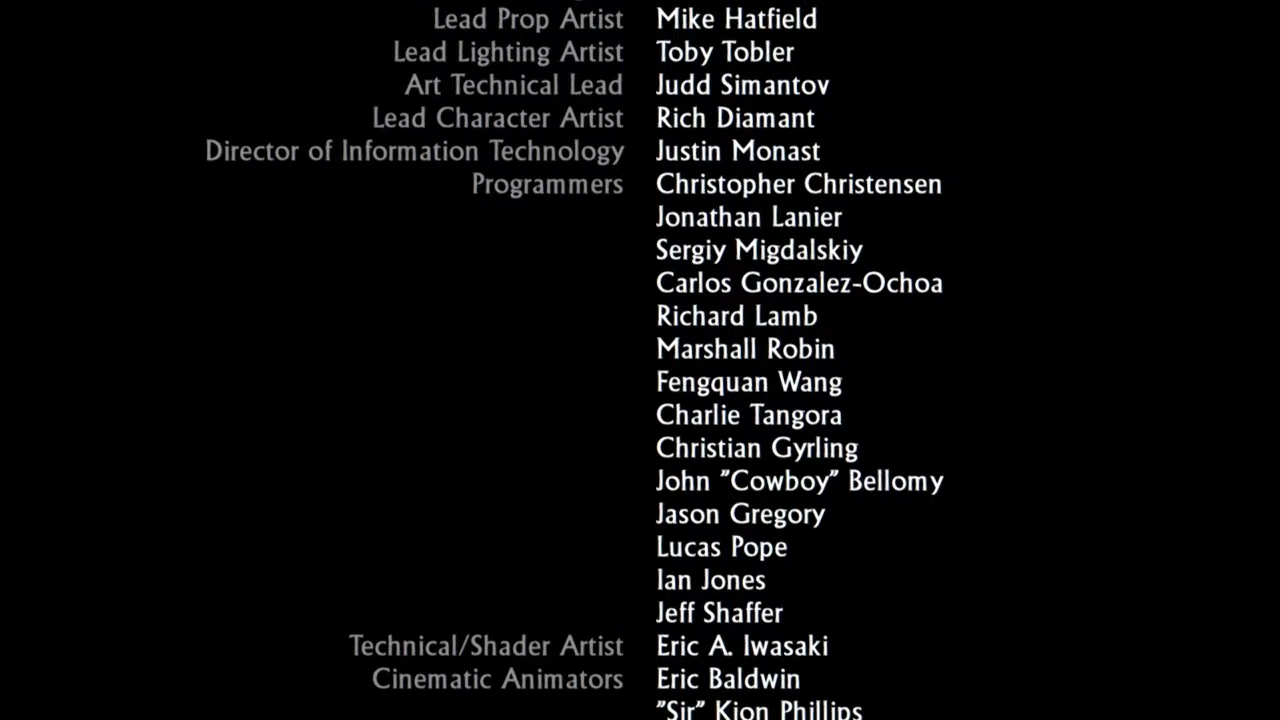 Lead Prop Artist Mike Hatfield
Lead Lighting Artist Toby Tobler
Art Technical Lead Judd Simantov
Lead Character Artist Rich Diamant
Director of Information Technology Justin Monast
Programmers Christopher Christensen
Jonathan Lanier
Sergiy Migdalskiy
Carlos Gonzalez-Ochoa
Richard Lamb
Marshall Robin
Fengquan Wang
Charlie Tangora
Christian Gyrling
John "Cowboy" Bellomy
Jason Gregory
Lucas Pope
Ian Jones
Jeff Shaffer
Technical/Shader Artist Eric A. Iwasaki
Cinematic Animators Eric Baldwin
"Sir" Kion Phillips